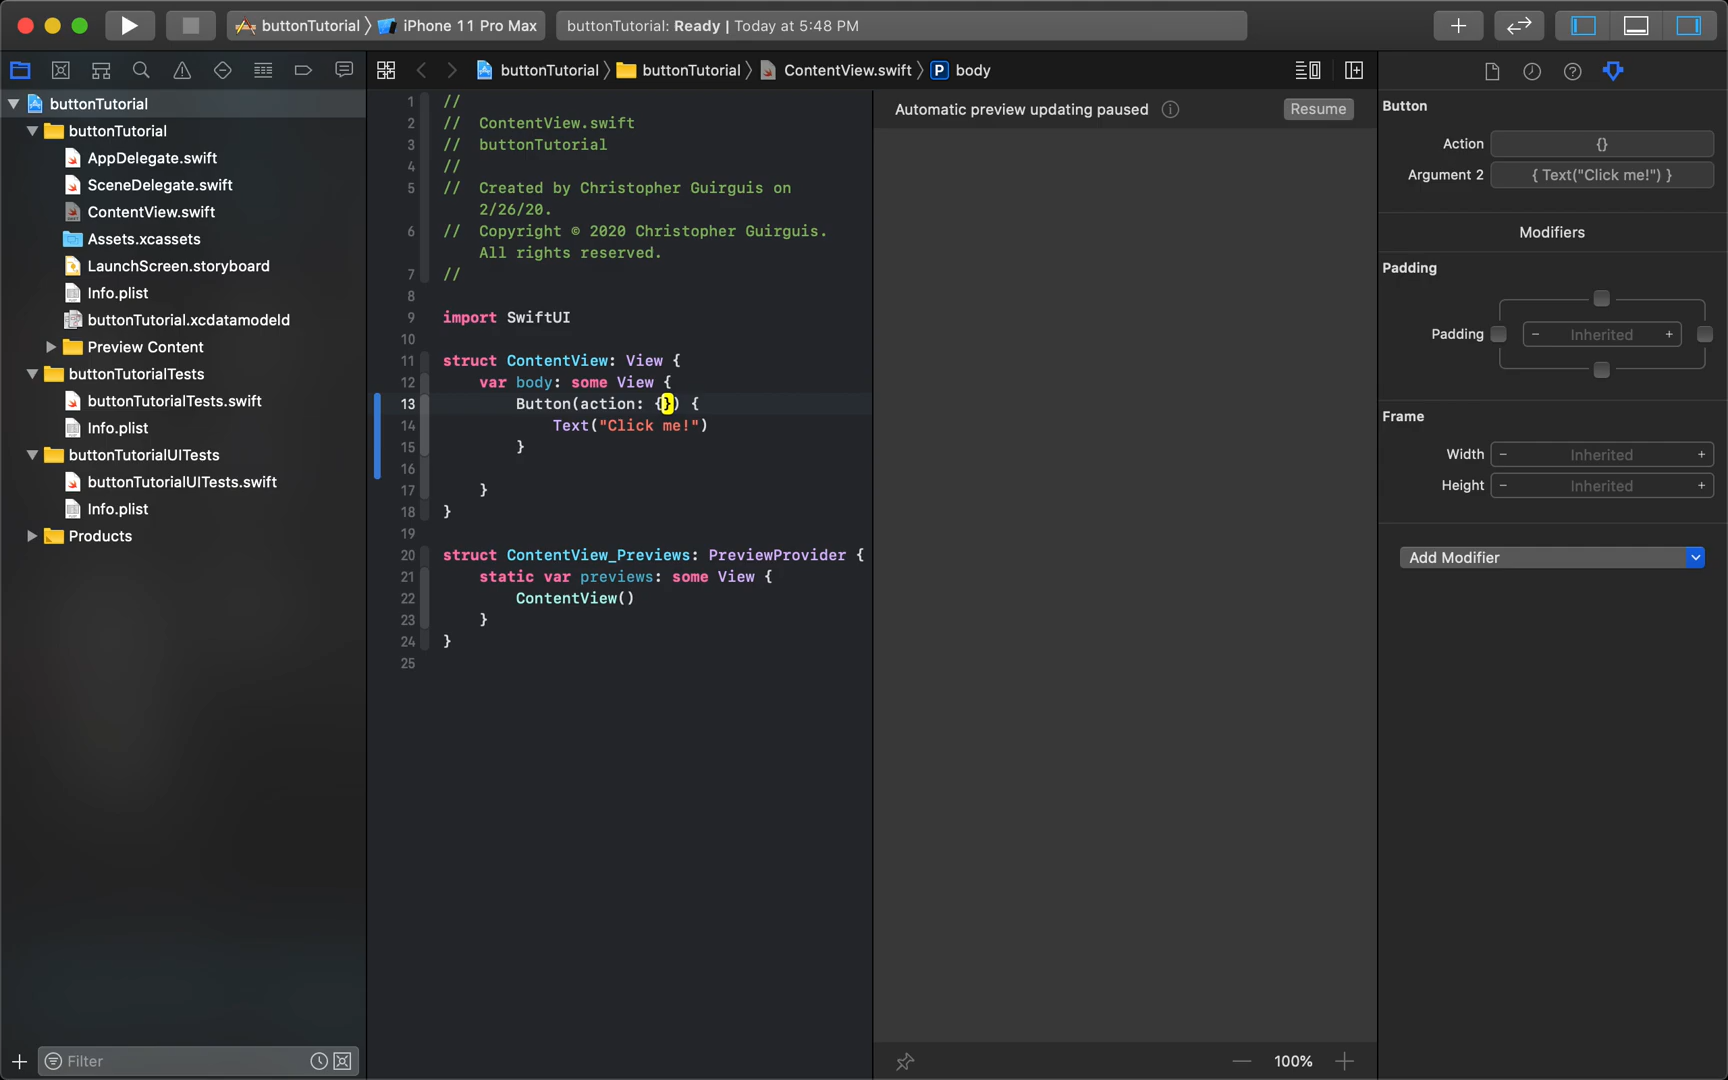 buttonTutorial 〉 iPhone 11 Pro Max
buttonTutorial: Ready | Today at 5:48 PM
buttonTutorial 〉 buttonTutorial 〉 ContentView.swift 〉 P body
buttonTutorial
buttonTutorial
AppDelegate.swift
SceneDelegate.swift
ContentView.swift
Assets.xcassets
LaunchScreen.storyboard
Info.plist
buttonTutorial.xcdatamodeld
Preview Content
buttonTutorialTests
buttonTutorialTests.swift
Info.plist
buttonTutorialUITests
buttonTutorialUITests.swift
Info.plist
Products
Filter
1 //
2 //  ContentView.swift
3 //  buttonTutorial
4 //
5 //  Created by Christopher Guirguis on
2/26/20.
6 //  Copyright © 2020 Christopher Guirguis.
All rights reserved.
7 //
8
9 import SwiftUI
10
11 struct ContentView: View {
12 var body: some View {
13 Button(action: {}) {
14 Text("Click me!")
15 }
16
17 }
18 }
19
20 struct ContentView_Previews: PreviewProvider {
21 static var previews: some View {
22 ContentView()
23 }
24 }
25
Automatic preview updating paused
Resume
100%
Button
Action {}
Argument 2 { Text("Click me!") }
Modifiers
Padding
Padding − Inherited +
Frame
Width − Inherited +
Height − Inherited +
Add Modifier